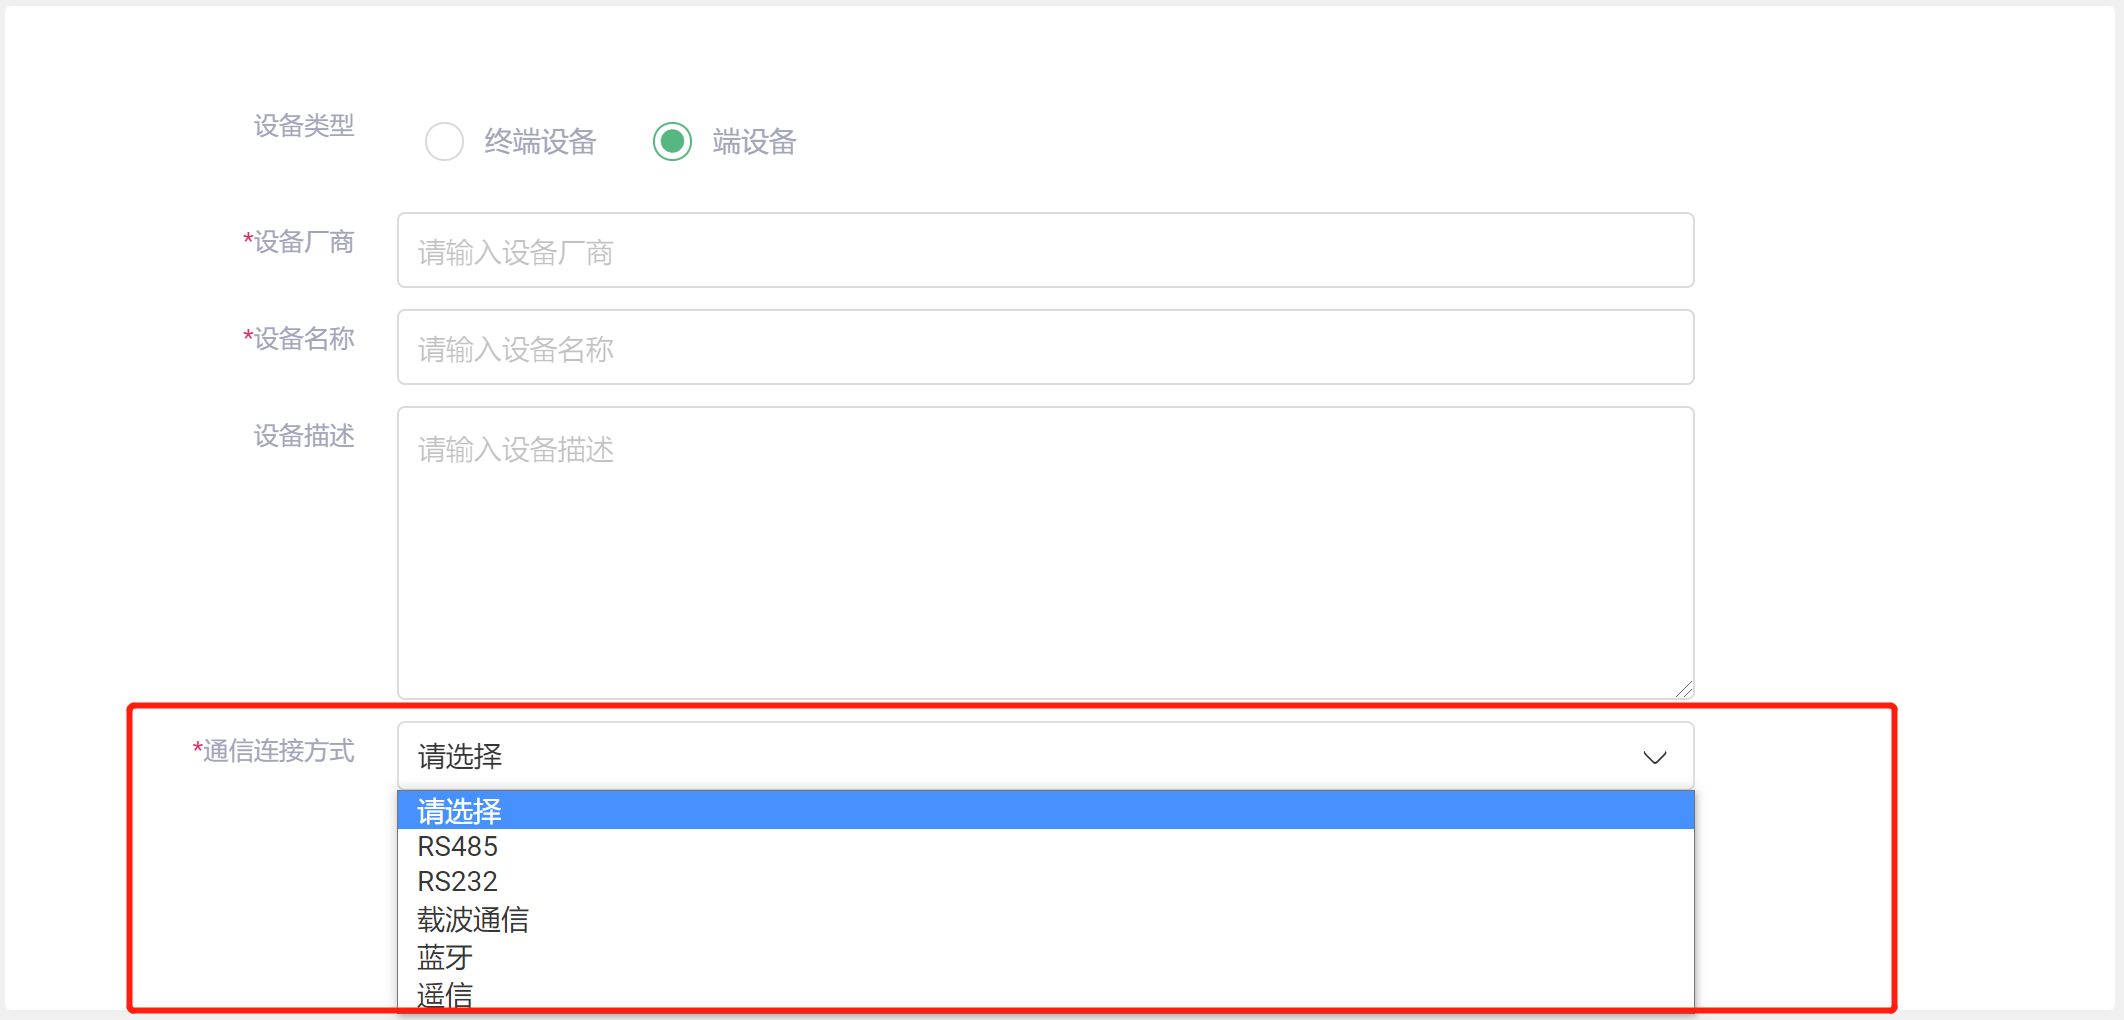 设备类型
终端设备 端设备
*设备厂商
请输入设备厂商
*设备名称
请输入设备名称
设备描述
请输入设备描述
*通信连接方式
请选择
请选择
RS485
RS232
载波通信
蓝牙
遥信